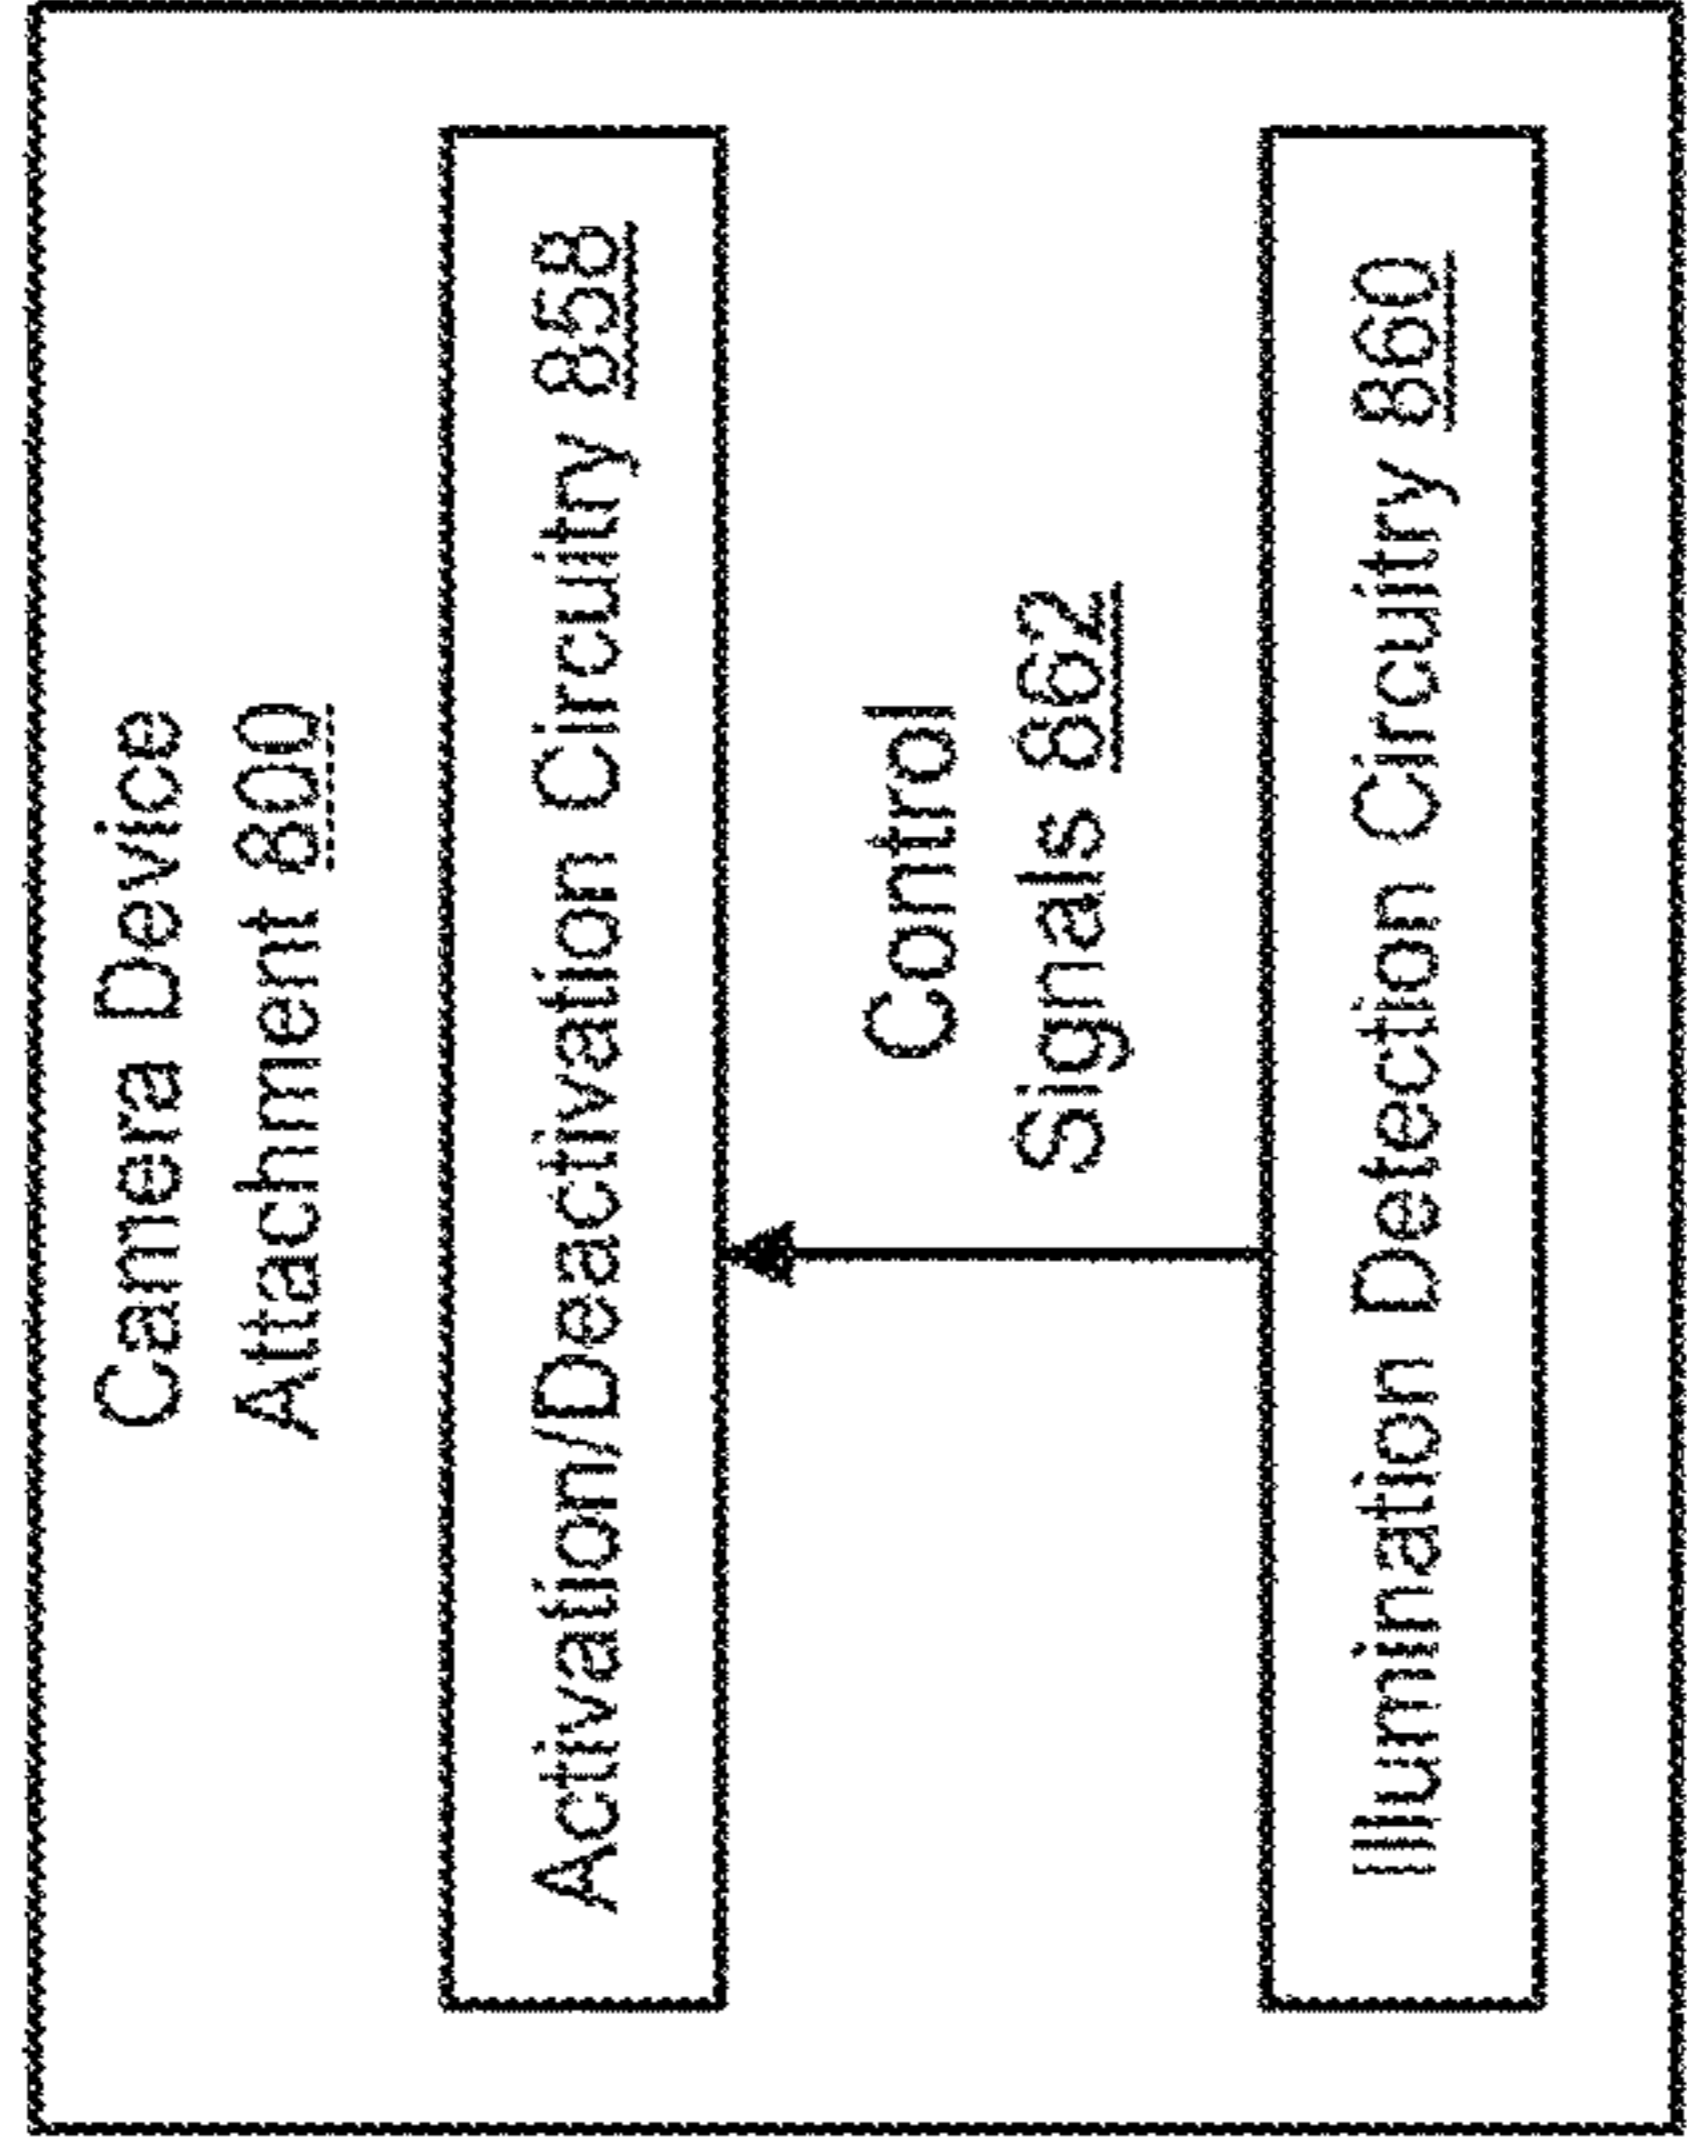 Camera Device
Attachment 800
Activation/Deactivation Circuitry 858
Control
Signals 862
Illumination Detection Circuitry 860